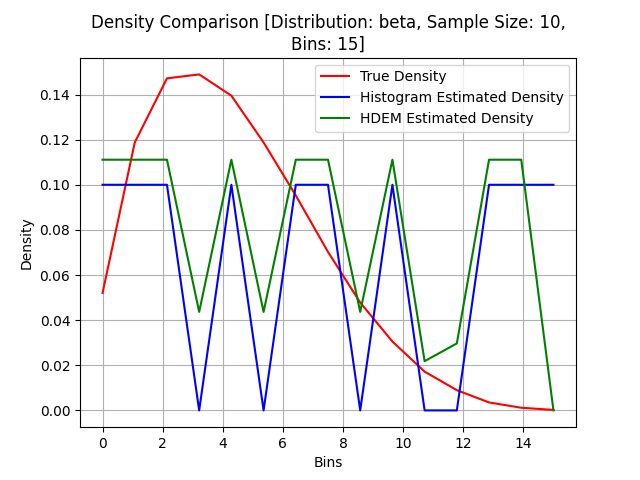 Density Comparison [Distribution: beta, Sample Size: 10,
Bins: 15]
True Density
Histogram Estimated Density
HDEM Estimated Density
Density
0.14
0.12
0.10
0.08
0.06
0.04
0.02
0.00
0 2 4 6 8 10 12 14
Bins